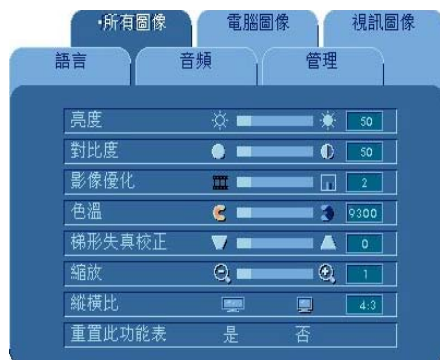 ·所有圖像 電腦圖像 視訊圖像
語言 音頻 管理
亮度 50
對比度 50
影像優化 2
色溫 9300
梯形失真校正 0
縮放 1
縱橫比 4:3
重置此功能表 是 否